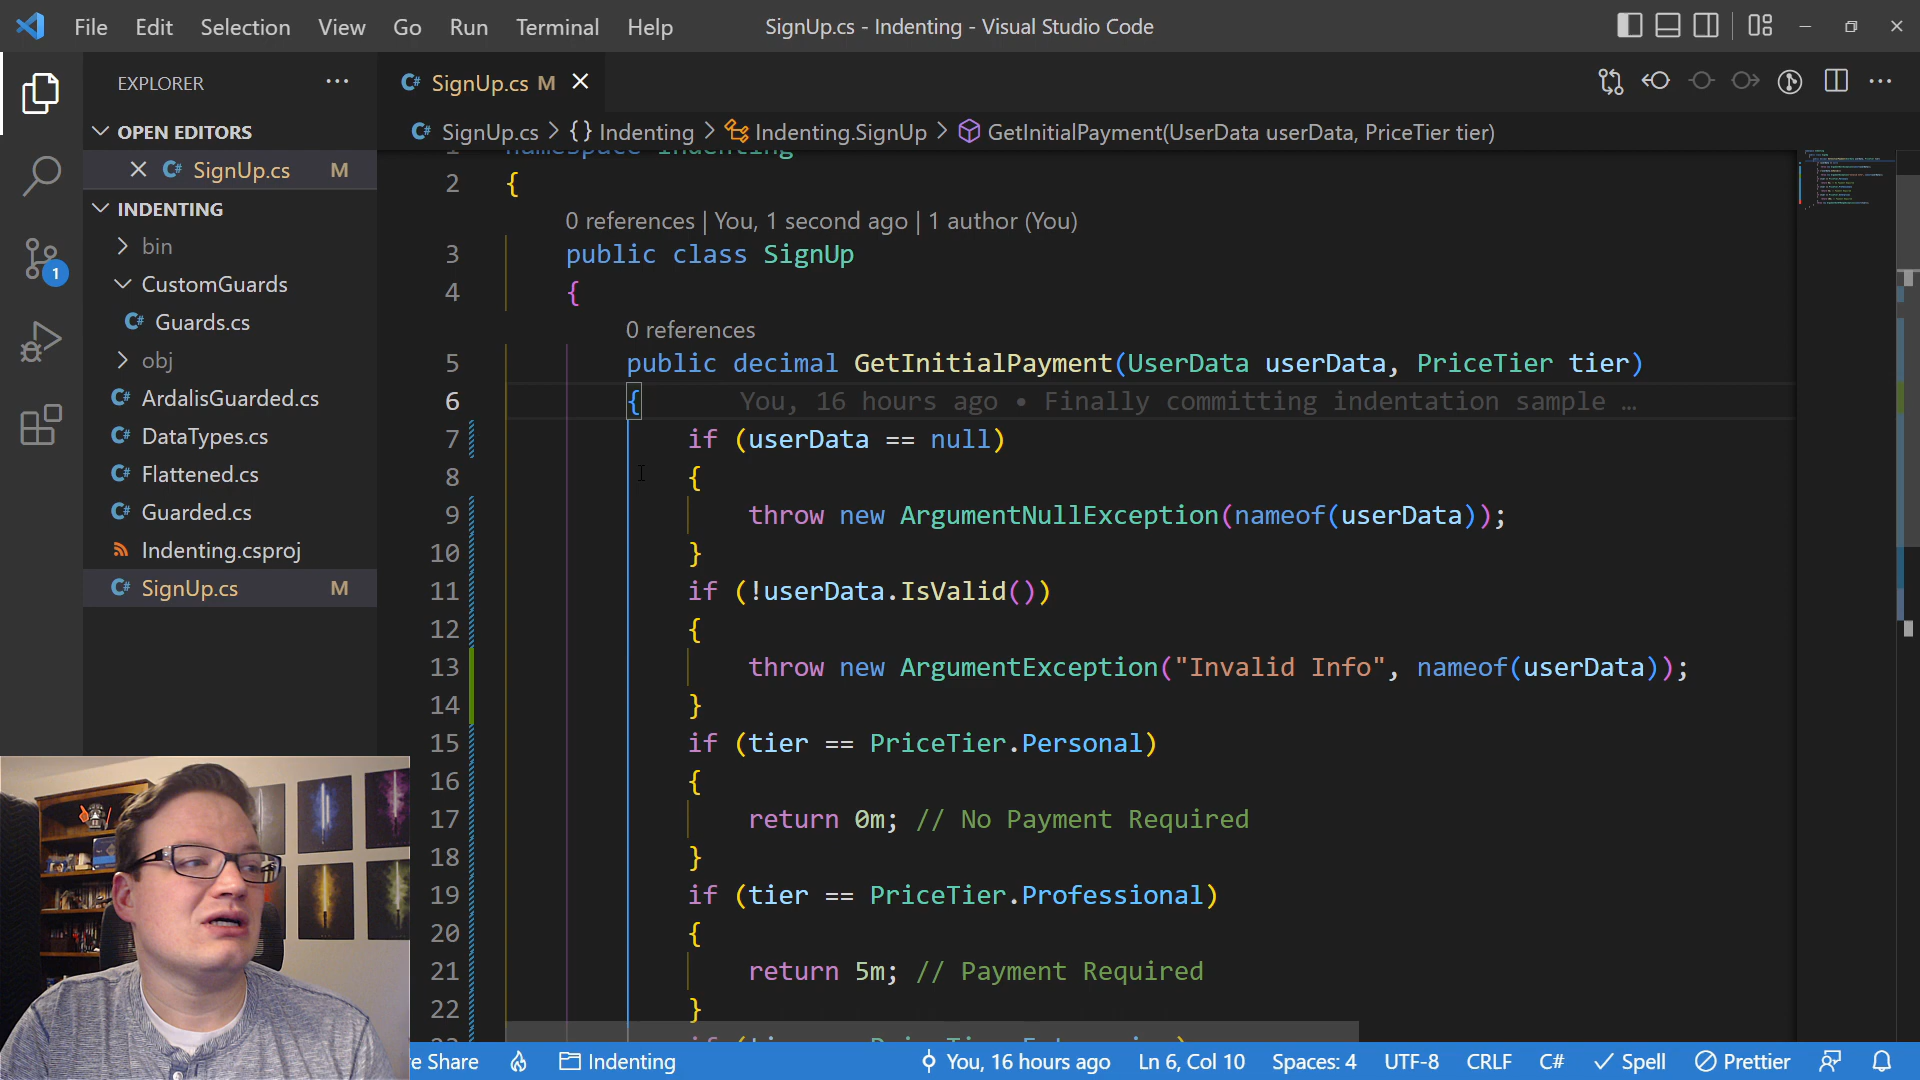 File Edit Selection View Go Run Terminal Help SignUp.cs - Indenting - Visual Studio Code
EXPLORER ···
SignUp.cs M
OPEN EDITORS
SignUp.cs M
INDENTING
bin
CustomGuards
Guards.cs
obj
ArdalisGuarded.cs
DataTypes.cs
Flattened.cs
Guarded.cs
Indenting.csproj
SignUp.cs M
1
SignUp.cs > {} Indenting > Indenting.SignUp > GetInitialPayment(UserData userData, PriceTier tier)
1 namespace Indenting
2 {
0 references | You, 1 second ago | 1 author (You)
3 public class SignUp
4 {
0 references
5 public decimal GetInitialPayment(UserData userData, PriceTier tier)
6 { You, 16 hours ago • Finally committing indentation sample …
7 if (userData == null)
8 {
9 throw new ArgumentNullException(nameof(userData));
10 }
11 if (!userData.IsValid())
12 {
13 throw new ArgumentException("Invalid Info", nameof(userData));
14 }
15 if (tier == PriceTier.Personal)
16 {
17 return 0m; // No Payment Required
18 }
19 if (tier == PriceTier.Professional)
20 {
21 return 5m; // Payment Required
22 }
e Share Indenting You, 16 hours ago Ln 6, Col 10 Spaces: 4 UTF-8 CRLF C# Spell Prettier